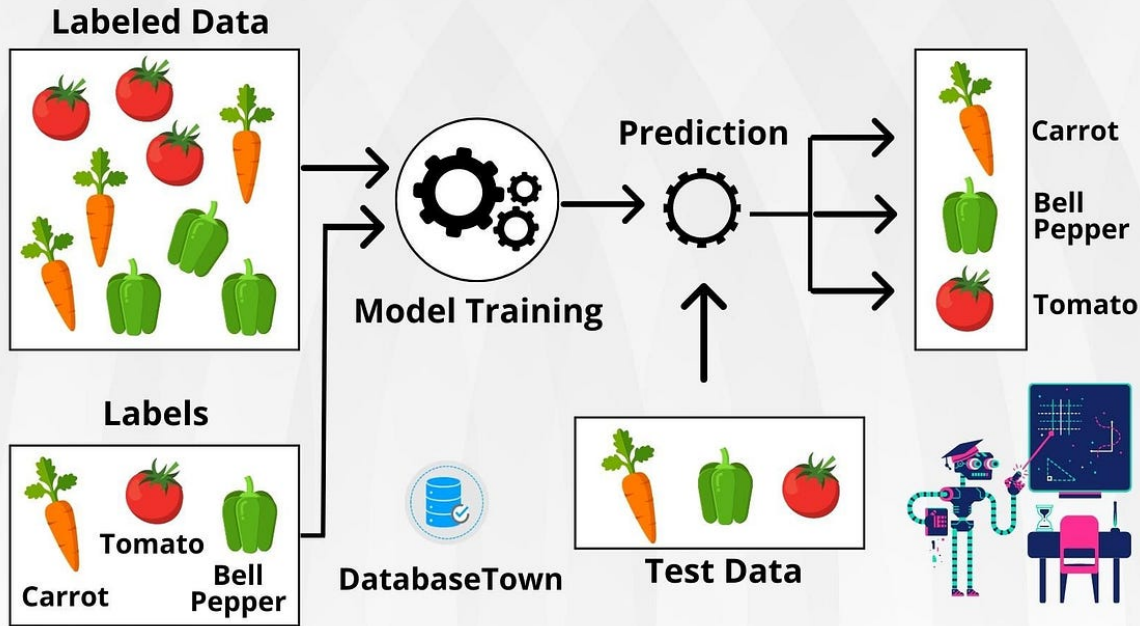 Labeled Data
Prediction
Carrot
Bell
Pepper
Tomato
Model Training
Labels
Tomato
Carrot
Bell
Pepper
DatabaseTown
Test Data